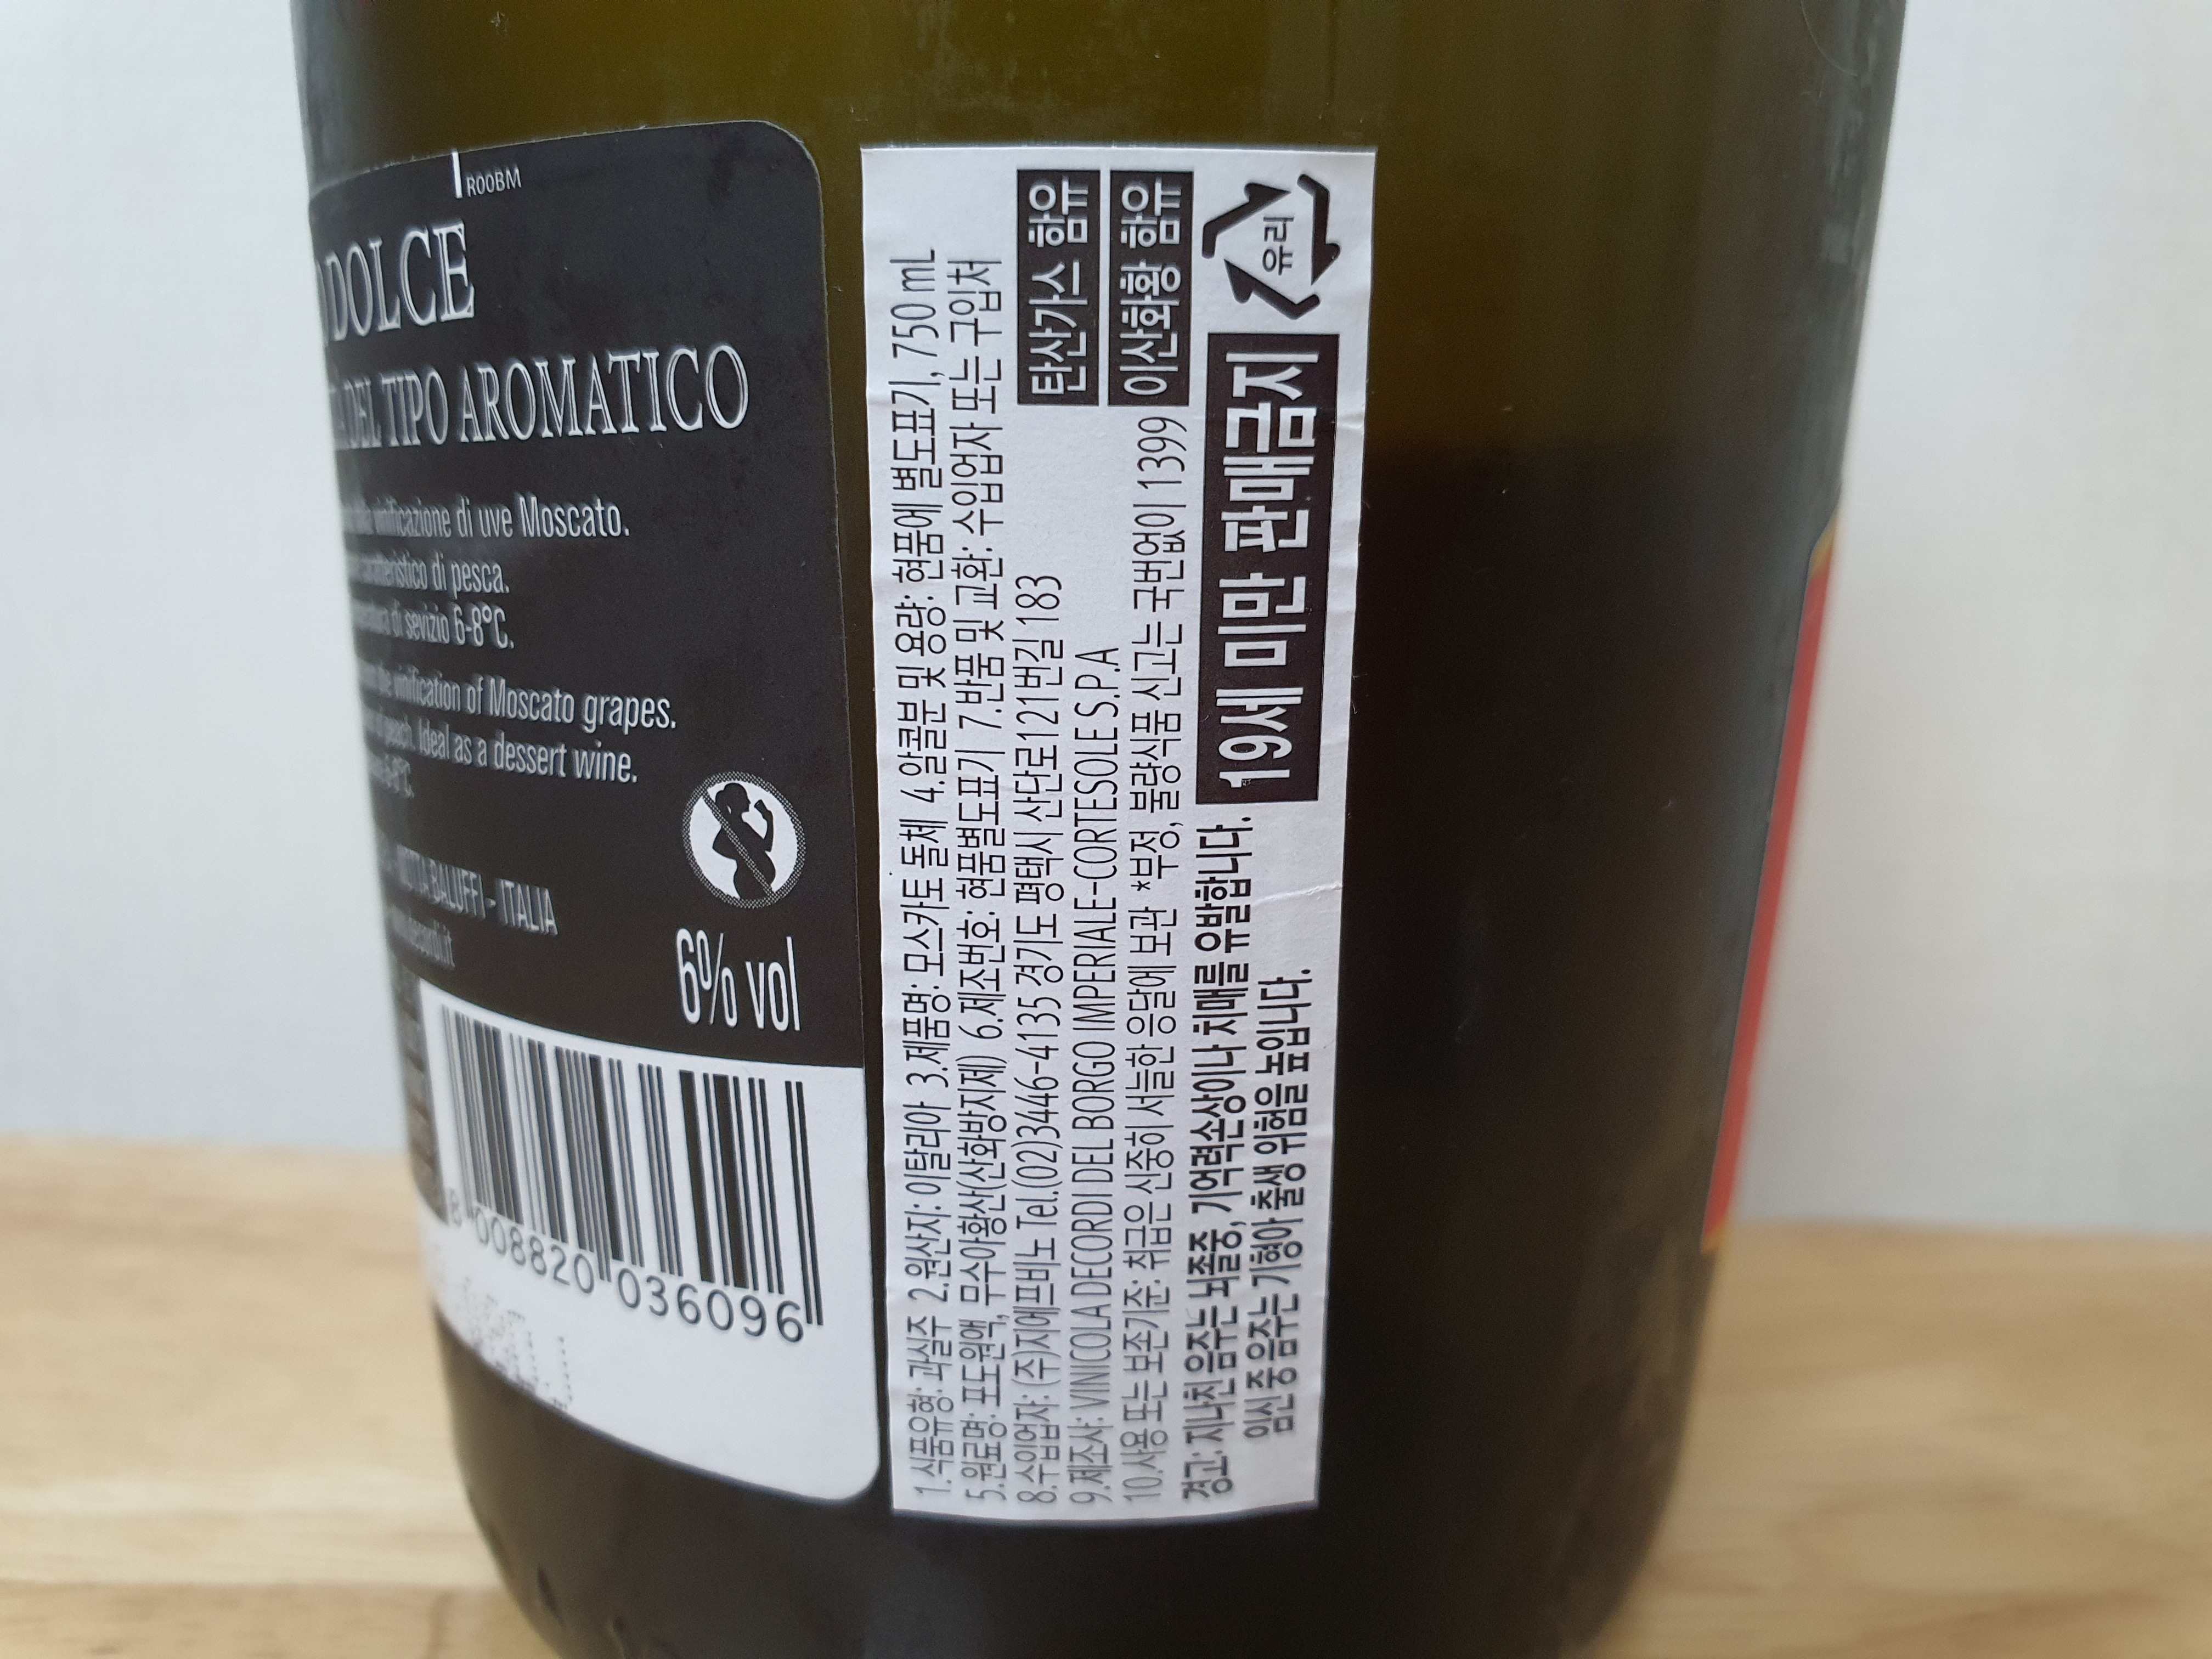 ROOBM
DOLCE
DEL TIPO AROMATICO
vinificazione di uve Moscato.
caratteristico di pesca.
di sevizio 6-8°C.
the vinification of Moscato grapes.
peach. Ideal as a dessert wine.
6-8°C.
MOTTA BALUFFI - ITALIA
6% vol
8 008820 036096
1.식품유형: 과실주 2.원산지: 이탈리아 3.제품명: 모스카토 돌체 4.알콜분 및 용량: 현품에 별도표기, 750 mL
5.원료명: 포도원액, 무수아황산(산화방지제) 6.제조번호: 현품별도표기 7.반품 및 교환: 수입업자 또는 구입처
8.수입업자: (주)지에프비노 Tel.(02)3446-4135 경기도 평택시 산단로121번길 183
9.제조사: VINICOLA DECORDI DEL BORGO IMPERIALE-CORTESOLE S.P.A
10.사용 또는 보존기준: 취급은 신중히 서늘한 응달에 보관 *부정, 불량식품 신고는 국번없이 1399
탄산가스 함유
이산화황 함유
경고: 지나친 음주는 뇌졸중, 기억력손상이나 치매를 유발합니다.
임신 중 음주는 기형아 출생 위험을 높입니다.
19세 미만 판매금지
유리